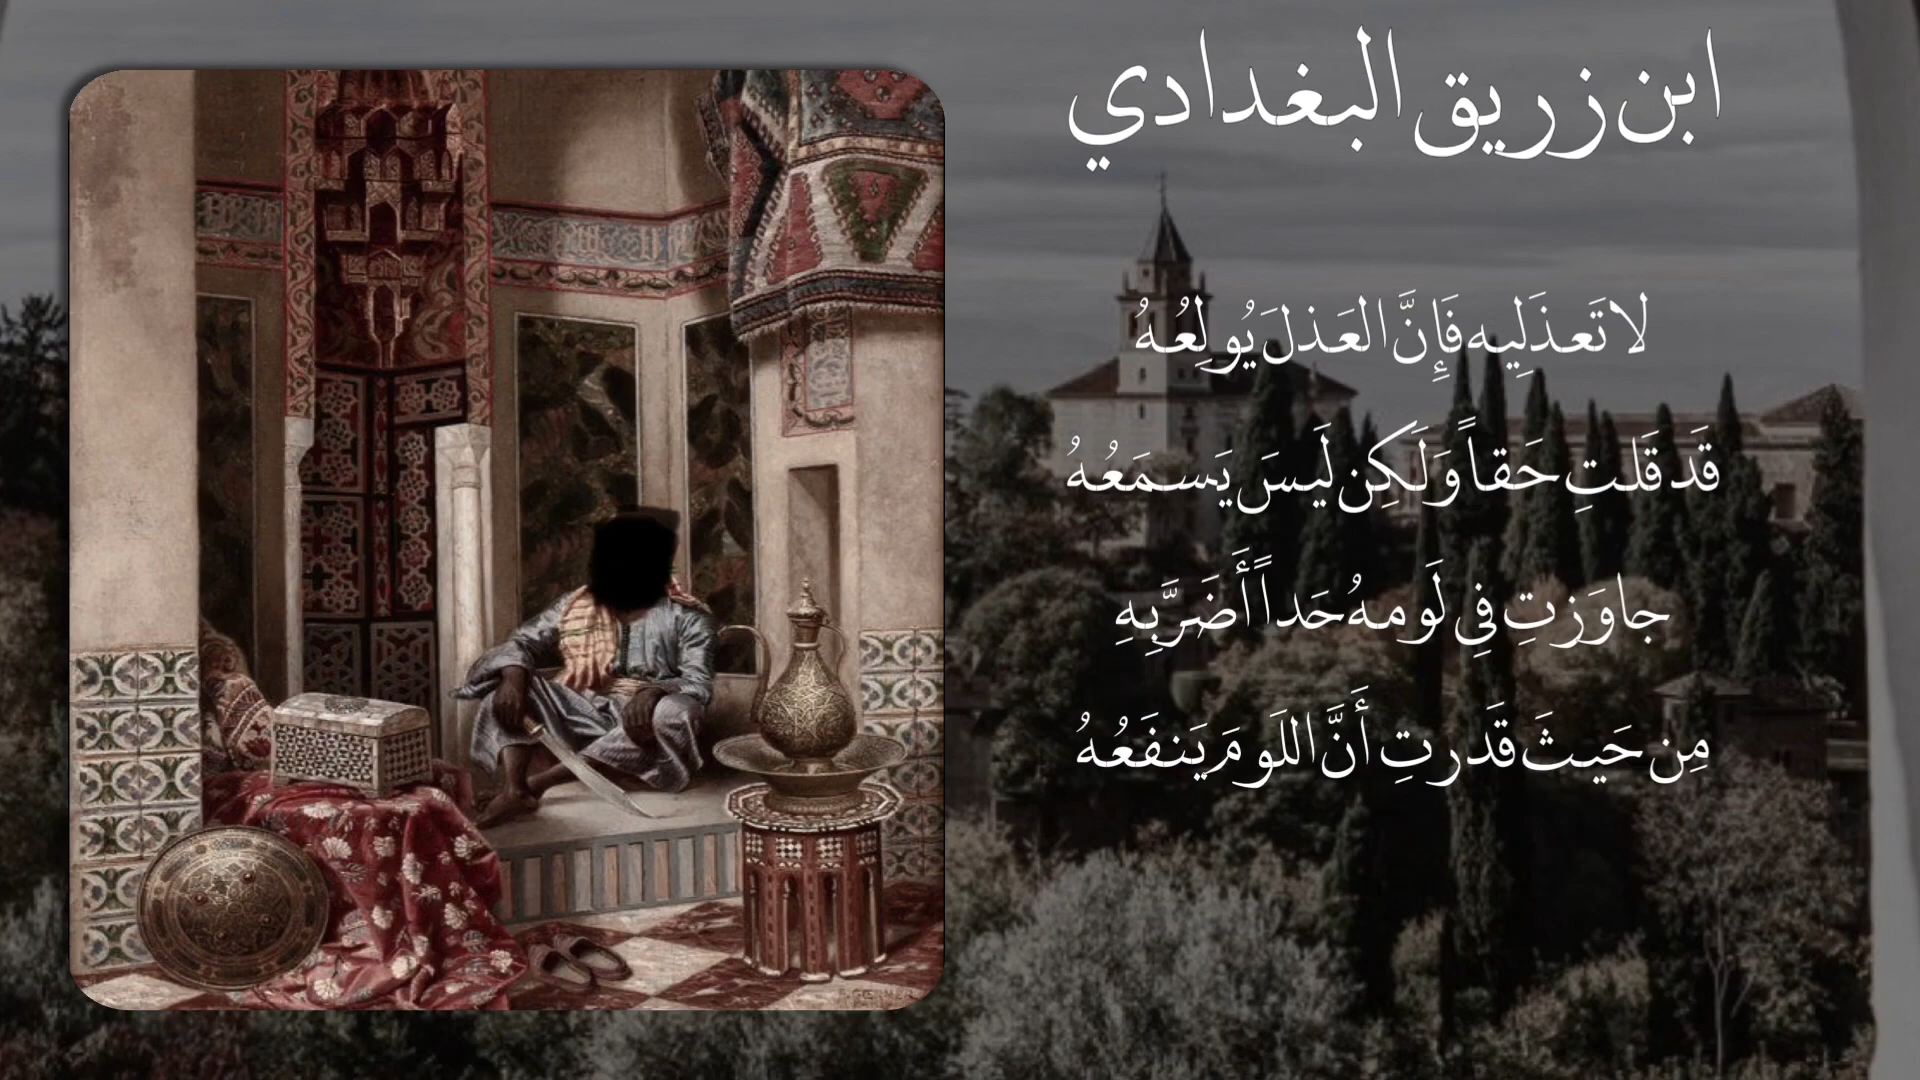 ابن زريق البغدادي
لا تَعذَلِيه فَإِنَّ العَذلَ يُولِعُهُ
قَد قَلتِ حَقاً وَلَكِن لَيسَ يَسمَعُهُ
جاوَزتِ فِي لَومهُ حَداً أَضَرَّبِهِ
مِن حَيثَ قَدرتِ أَنَّ اللَومَ يَنفَعُهُ